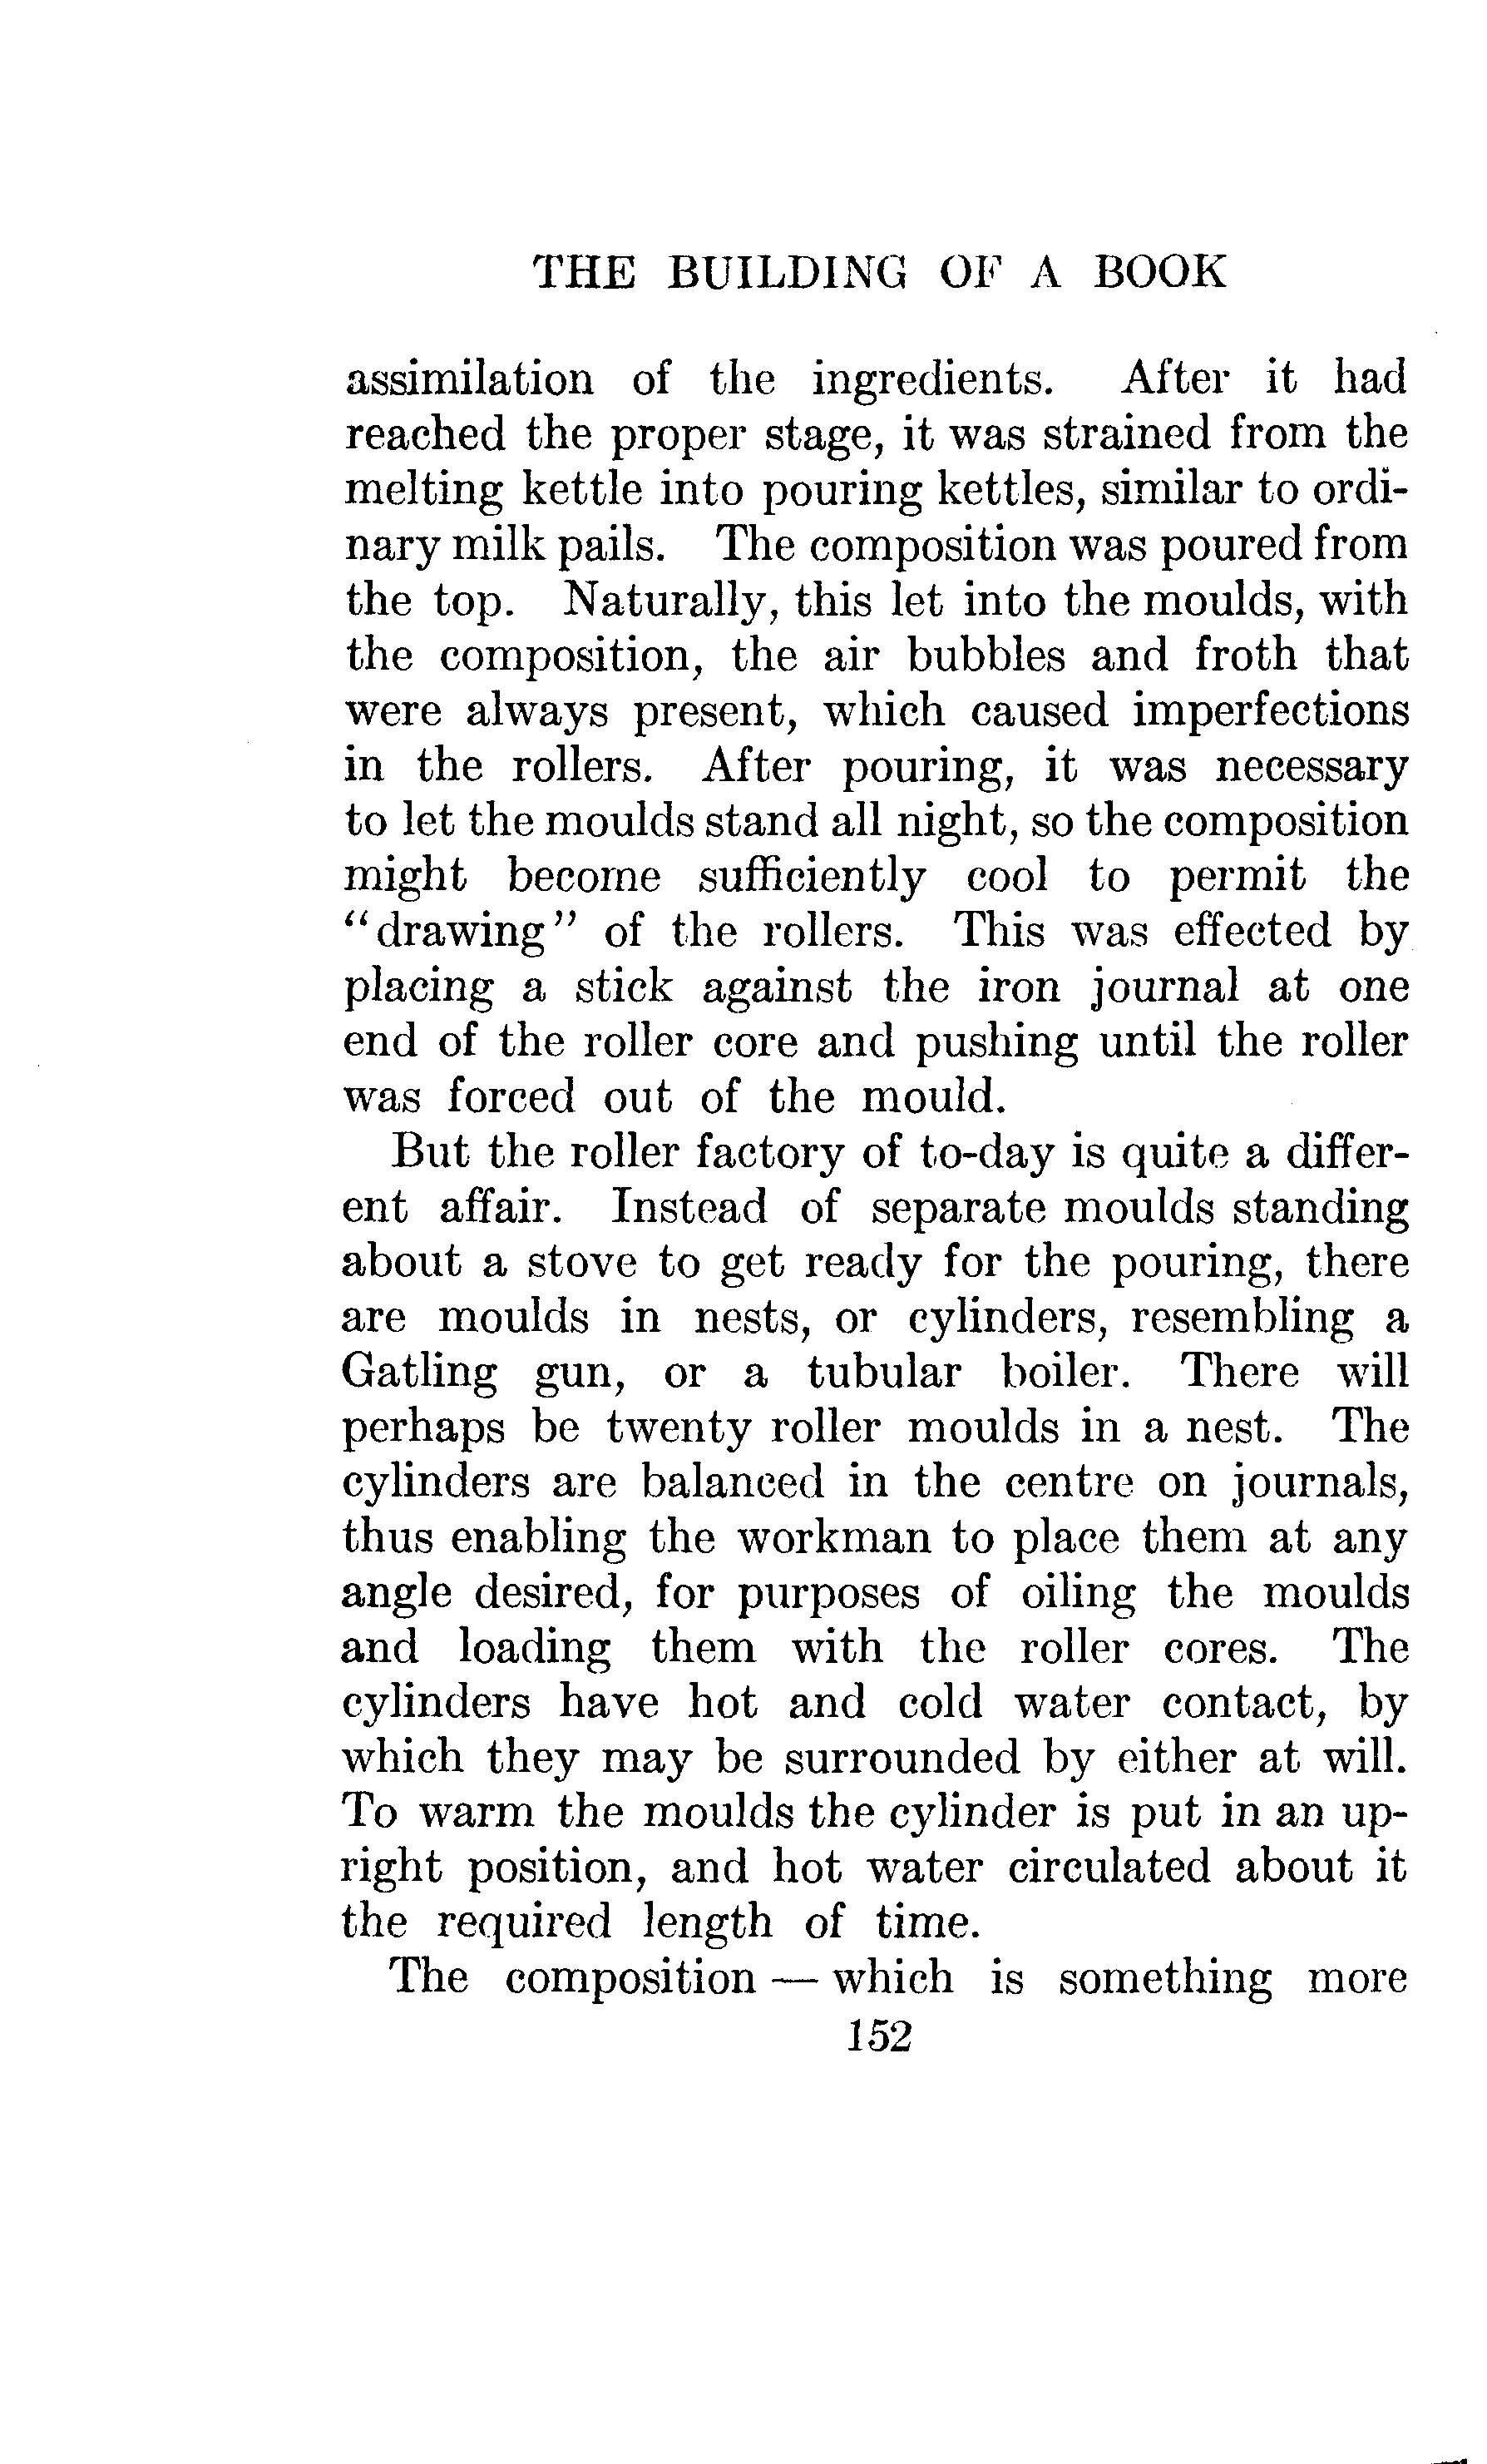 THE BUILDING OF A BOOK
assimilation of the ingredients. After it had
reached the proper stage, it was strained from the
melting kettle into pouring kettles, similar to ordi-
nary milk pails. The composition was poured from
the top. Naturally, this let into the moulds, with
the composition, the air bubbles and froth that
were always present, which caused imperfections
in the rollers. After pouring, it was necessary
to let the moulds stand all night, so the composition
might become sufficiently cool to permit the
“drawing” of the rollers. This was effected by
placing a stick against the iron journal at one
end of the roller core and pushing until the roller
was forced out of the mould.
But the roller factory of to-day is quite a differ-
ent affair. Instead of separate moulds standing
about a stove to get ready for the pouring, there
are moulds in nests, or cylinders, resembling a
Gatling gun, or a tubular boiler. There will
perhaps be twenty roller moulds in a nest. The
cylinders are balanced in the centre on journals,
thus enabling the workman to place them at any
angle desired, for purposes of oiling the moulds
and loading them with the roller cores. The
cylinders have hot and cold water contact, by
which they may be surrounded by either at will.
To warm the moulds the cylinder is put in an up-
right position, and hot water circulated about it
the required length of time.
The composition — which is something more
152